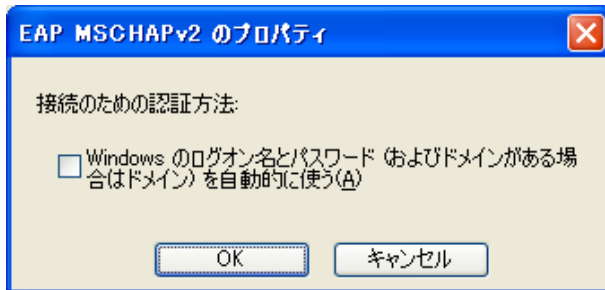 EAP MSCHAPv2 のプロパティ
接続のための認証方法:
Windows のログオン名とパスワード (およびドメインがある場
合はドメイン) を自動的に使う(A)
OK
キャンセル